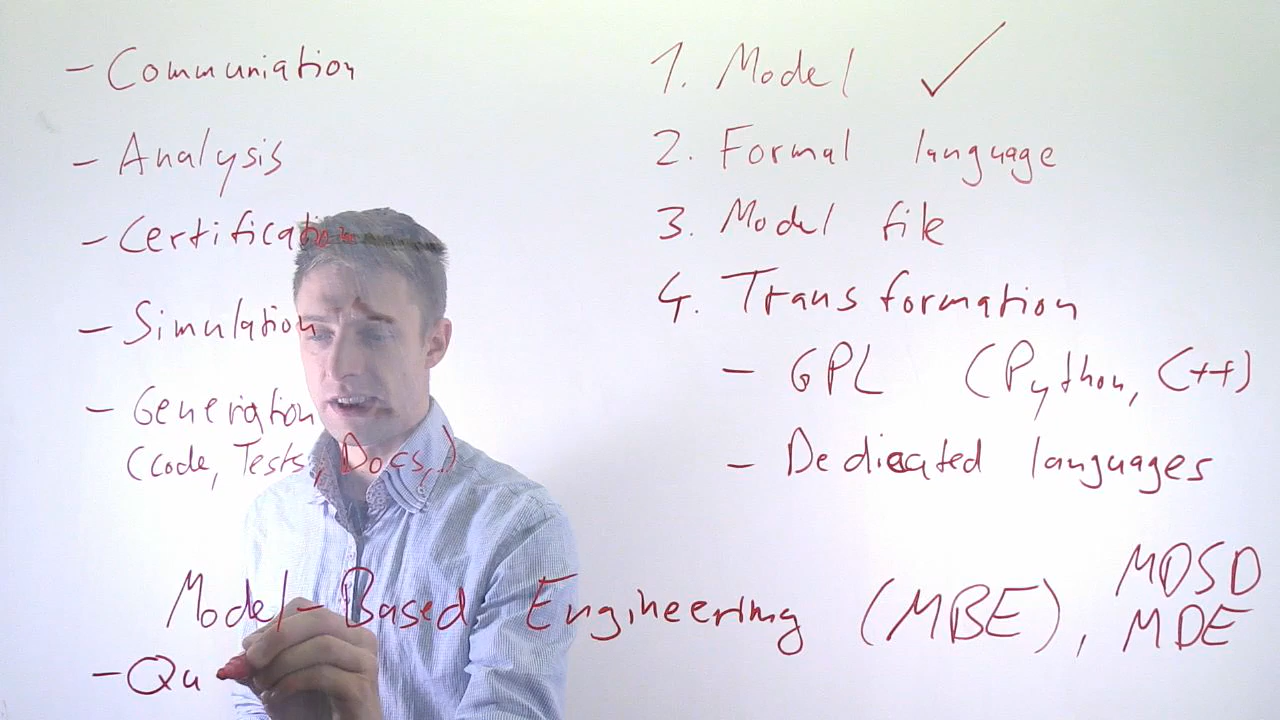 - Communiation
- Analysis
- Certification
- Simulation
- Generation
(Code, Tests, Docs,.)
1. Model ✓
2. Formal language
3. Model file
4. Transformation
- GPL (Python, C++)
- Dedicated languages
Model-Based Engineering (MBE), MDSD
MDE
- Qu